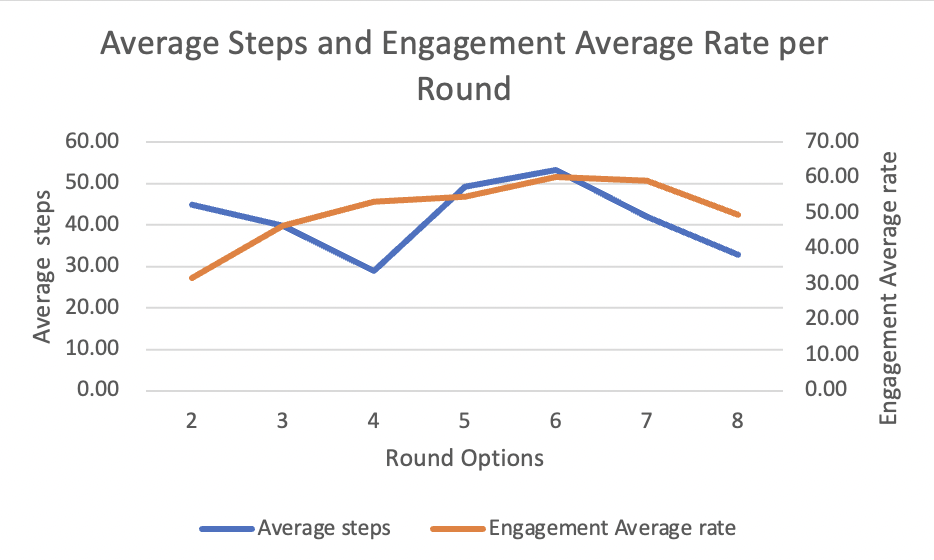 Average Steps and Engagement Average Rate per
Round
60.00
50.00
40.00
30.00
20.00
10.00
0.00
Average steps
70.00
60.00
50.00
40.00
30.00
20.00
10.00
0.00
Engagement Average rate
2 3 4 5 6 7 8
Round Options
Average steps Engagement Average rate